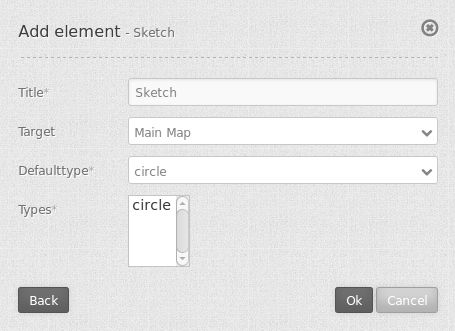 Add element - Sketch
Title* Sketch
Target Main Map
Defaulttype* circle
Types* circle
Back Ok Cancel